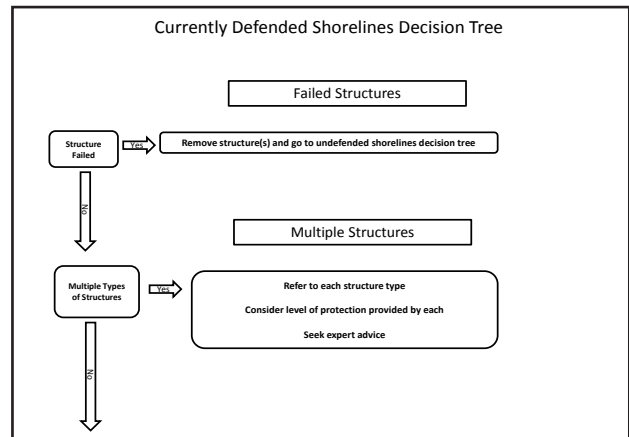 Currently Defended Shorelines Decision Tree
Failed Structures
Structure
Failed
Yes
Remove structure(s) and go to undefended shorelines decision tree
No
Multiple Structures
Multiple Types
of Structures
Yes
Refer to each structure type
Consider level of protection provided by each
Seek expert advice
No